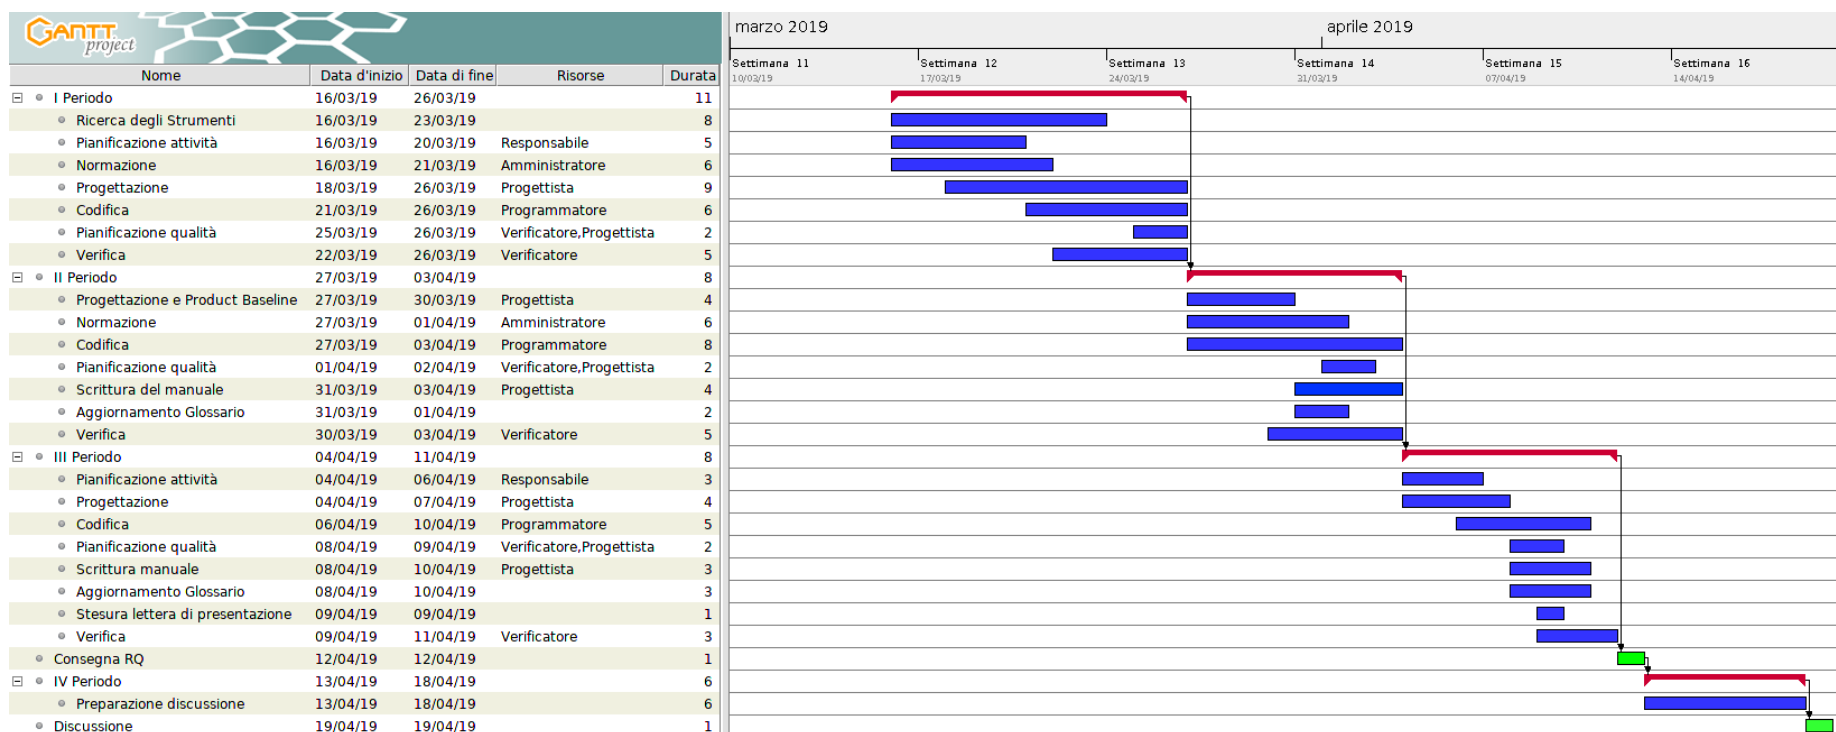 GANTT
project
marzo 2019 aprile 2019
Settimana 11 Settimana 12 Settimana 13 Settimana 14 Settimana 15 Settimana 16
10/03/19 17/03/19 24/03/19 31/03/19 07/04/19 14/04/19
Nome Data d'inizio Data di fine Risorse Durata
I Periodo 16/03/19 26/03/19 11
Ricerca degli Strumenti 16/03/19 23/03/19 8
Pianificazione attività 16/03/19 20/03/19 Responsabile 5
Normazione 16/03/19 21/03/19 Amministratore 6
Progettazione 18/03/19 26/03/19 Progettista 9
Codifica 21/03/19 26/03/19 Programmatore 6
Pianificazione qualità 25/03/19 26/03/19 Verificatore,Progettista 2
Verifica 22/03/19 26/03/19 Verificatore 5
II Periodo 27/03/19 03/04/19 8
Progettazione e Product Baseline 27/03/19 30/03/19 Progettista 4
Normazione 27/03/19 01/04/19 Amministratore 6
Codifica 27/03/19 03/04/19 Programmatore 8
Pianificazione qualità 01/04/19 02/04/19 Verificatore,Progettista 2
Scrittura del manuale 31/03/19 03/04/19 Progettista 4
Aggiornamento Glossario 31/03/19 01/04/19 2
Verifica 30/03/19 03/04/19 Verificatore 5
III Periodo 04/04/19 11/04/19 8
Pianificazione attività 04/04/19 06/04/19 Responsabile 3
Progettazione 04/04/19 07/04/19 Progettista 4
Codifica 06/04/19 10/04/19 Programmatore 5
Pianificazione qualità 08/04/19 09/04/19 Verificatore,Progettista 2
Scrittura manuale 08/04/19 10/04/19 Progettista 3
Aggiornamento Glossario 08/04/19 10/04/19 3
Stesura lettera di presentazione 09/04/19 09/04/19 1
Verifica 09/04/19 11/04/19 Verificatore 3
Consegna RQ 12/04/19 12/04/19 1
IV Periodo 13/04/19 18/04/19 6
Preparazione discussione 13/04/19 18/04/19 6
Discussione 19/04/19 19/04/19 1